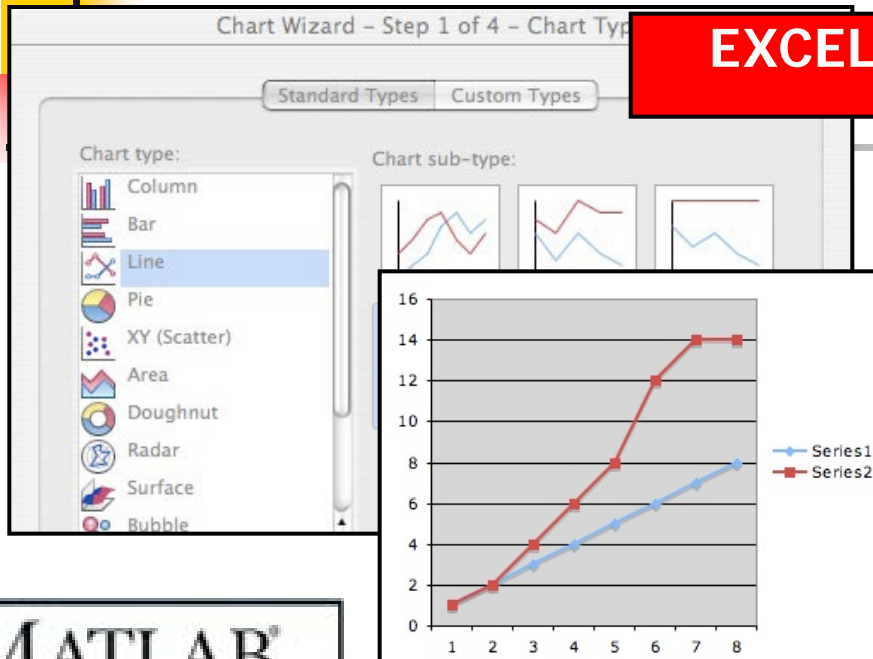 Chart Wizard – Step 1 of 4 – Chart Typ
EXCEL
Standard Types
Custom Types
Chart type:
Chart sub-type:
Column
Bar
Line
Pie
XY (Scatter)
Area
Doughnut
Radar
Surface
Bubble
16
14
12
10
8
6
4
2
0
1 2 3 4 5 6 7 8
Series1
Series2
MATLAB®